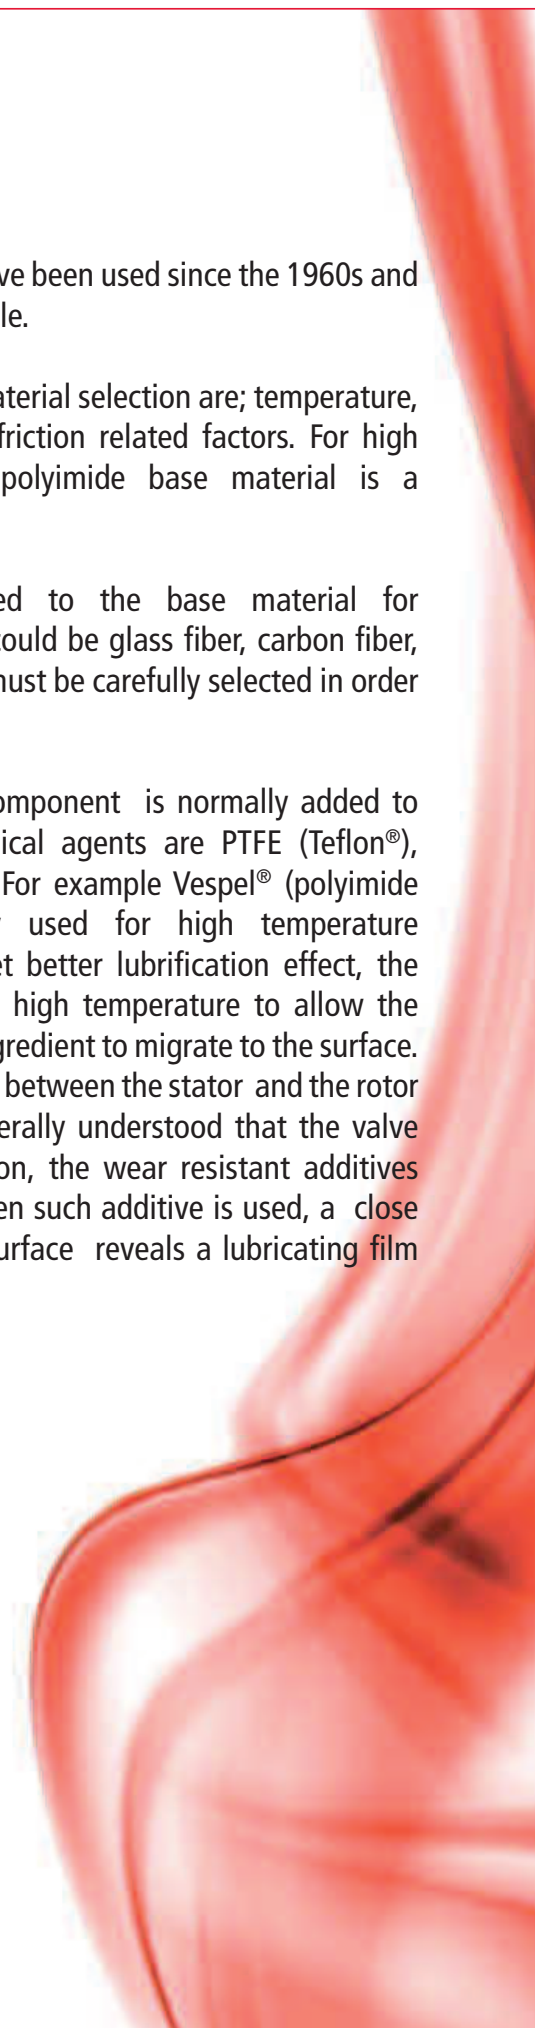 ve been used since the 1960s and
le.
aterial selection are; temperature,
friction related factors. For high
polyimide base material is a
ed to the base material for
could be glass fiber, carbon fiber,
must be carefully selected in order
omponent is normally added to
ical agents are PTFE (Teflon®),
For example Vespel® (polyimide
used for high temperature
et better lubrification effect, the
high temperature to allow the
gredient to migrate to the surface.
between the stator and the rotor
erally understood that the valve
on, the wear resistant additives
en such additive is used, a close
urface reveals a lubricating film